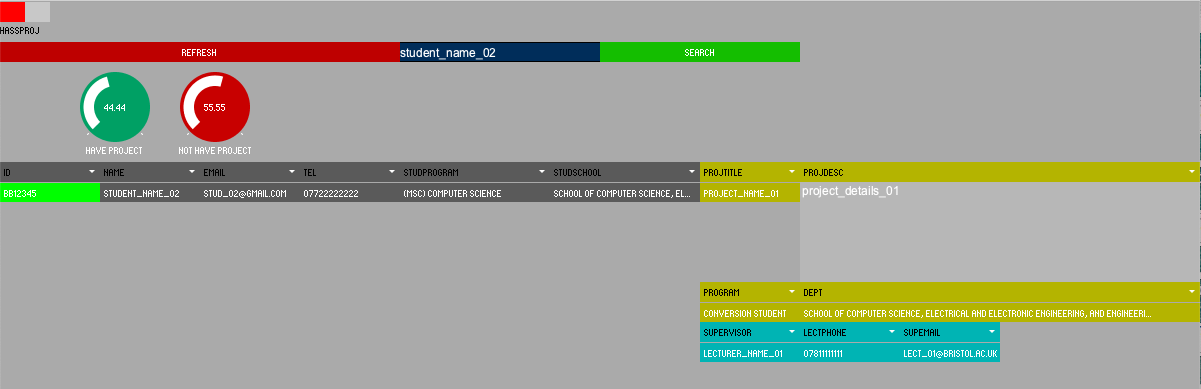 HASSPROJ
REFRESH student_name_02 SEARCH
44.44 55.55
HAVE PROJECT NOT HAVE PROJECT
ID NAME EMAIL TEL STUDPROGRAM STUDSCHOOL PROJTITLE PROJDESC
BB12345 STUDENT_NAME_02 STUD_02@GMAIL.COM 07722222222 (MSC) COMPUTER SCIENCE SCHOOL OF COMPUTER SCIENCE, EL... PROJECT_NAME_01 project_details_01
PROGRAM DEPT
CONVERSION STUDENT SCHOOL OF COMPUTER SCIENCE, ELECTRICAL AND ELECTRONIC ENGINEERING, AND ENGINEERI...
SUPERVISOR LECTPHONE SUPEMAIL
LECTURER_NAME_01 07811111111 LECT_01@BRISTOL.AC.UK